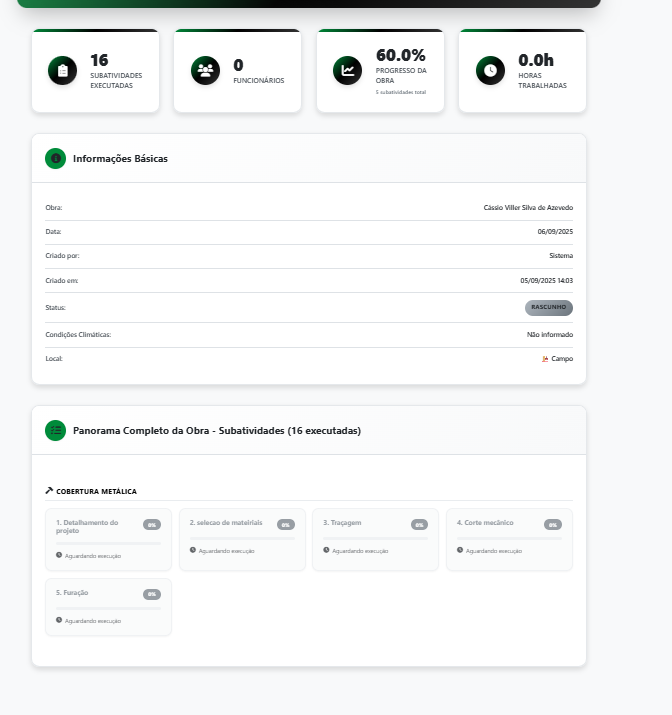 16
SUBATIVIDADES
EXECUTADAS
0
FUNCIONÁRIOS
60.0%
PROGRESSO DA
OBRA
5 subatividades total
0.0h
HORAS
TRABALHADAS
Informações Básicas
Obra: Cássio Viller Silva de Azevedo
Data: 06/09/2025
Criado por: Sistema
Criado em: 05/09/2025 14:03
Status: RASCUNHO
Condições Climáticas: Não informado
Local: Campo
Panorama Completo da Obra - Subatividades (16 executadas)
COBERTURA METÁLICA
1. Detalhamento do
projeto
0%
Aguardando execução
2. selecao de mateiriais 0%
Aguardando execução
3. Traçagem 0%
Aguardando execução
4. Corte mecânico 0%
Aguardando execução
5. Furação 0%
Aguardando execução